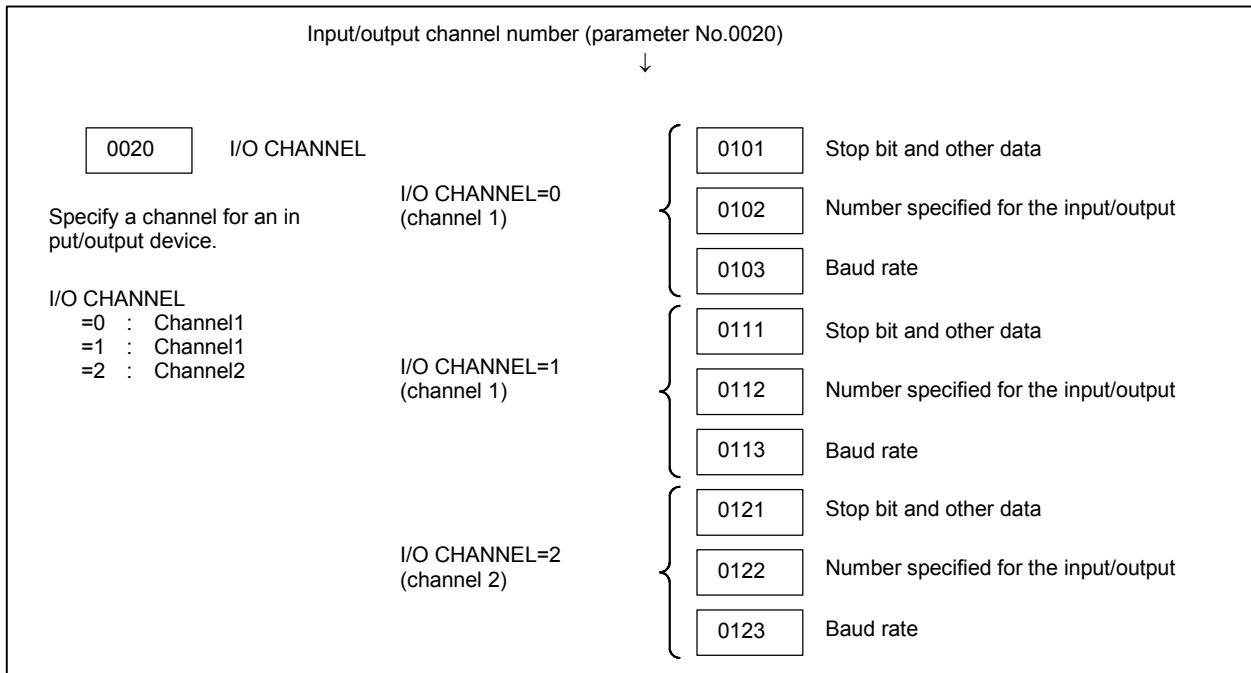 Input/output channel number (parameter No.0020)
↓
0020 I/O CHANNEL
Specify a channel for an in
put/output device.
I/O CHANNEL
=0 : Channel1
=1 : Channel1
=2 : Channel2
I/O CHANNEL=0
(channel 1)
0101 Stop bit and other data
0102 Number specified for the input/output
0103 Baud rate
I/O CHANNEL=1
(channel 1)
0111 Stop bit and other data
0112 Number specified for the input/output
0113 Baud rate
I/O CHANNEL=2
(channel 2)
0121 Stop bit and other data
0122 Number specified for the input/output
0123 Baud rate